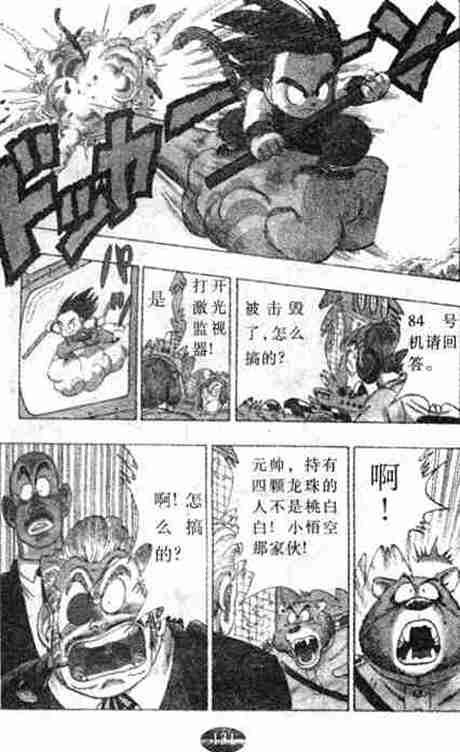 ドッカーン
84 号
机请回
答。
被击毁
了,怎么
搞的?
打开
激光
监视
器!
是
啊!
元帅，持有
四颗龙珠的
人不是桃白
白！小悟空
那家伙!
啊! 怎
么搞
的?
131